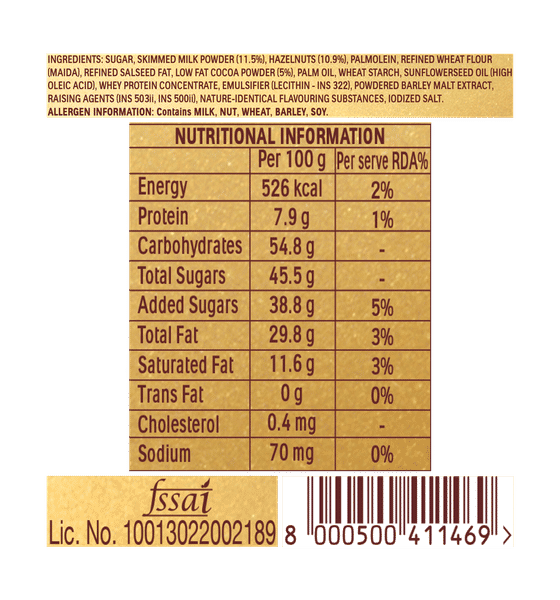 INGREDIENTS: SUGAR, SKIMMED MILK POWDER (11.5%), HAZELNUTS (10.9%), PALMOLEIN, REFINED WHEAT FLOUR
(MAIDA), REFINED SALSEED FAT, LOW FAT COCOA POWDER (5%), PALM OIL, WHEAT STARCH, SUNFLOWERSEED OIL (HIGH
OLEIC ACID), WHEY PROTEIN CONCENTRATE, EMULSIFIER (LECITHIN - INS 322), POWDERED BARLEY MALT EXTRACT,
RAISING AGENTS (INS 503ii, INS 500ii), NATURE-IDENTICAL FLAVOURING SUBSTANCES, IODIZED SALT.
ALLERGEN INFORMATION: Contains MILK, NUT, WHEAT, BARLEY, SOY.
NUTRITIONAL INFORMATION
Per 100 g Per serve RDA%
Energy 526 kcal 2%
Protein 7.9 g 1%
Carbohydrates 54.8 g -
Total Sugars 45.5 g -
Added Sugars 38.8 g 5%
Total Fat 29.8 g 3%
Saturated Fat 11.6 g 3%
Trans Fat 0 g 0%
Cholesterol 0.4 mg -
Sodium 70 mg 0%
fssai
Lic. No. 10013022002189
8 000500 411469 >